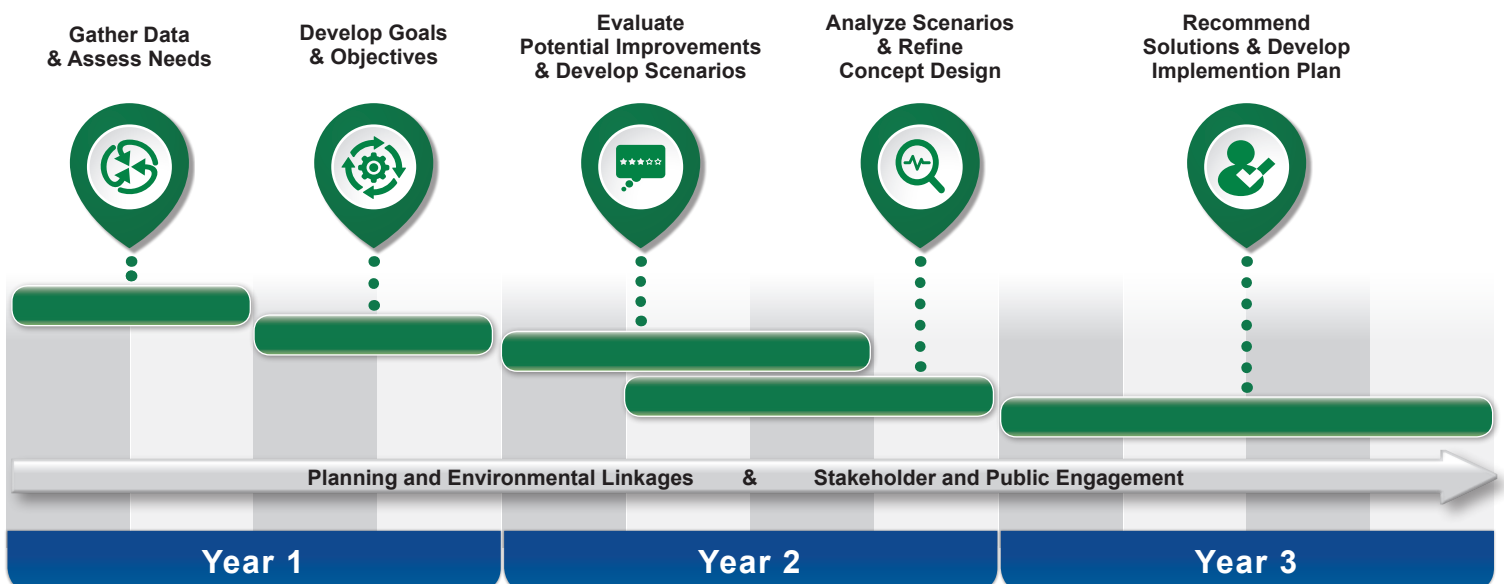 Gather Data
& Assess Needs
Develop Goals
& Objectives
Evaluate
Potential Improvements
& Develop Scenarios
Analyze Scenarios
& Refine
Concept Design
Recommend
Solutions & Develop
Implemention Plan
Planning and Environmental Linkages & Stakeholder and Public Engagement
Year 1
Year 2
Year 3